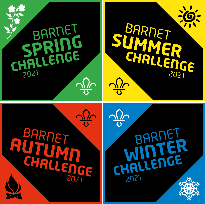 BARNET
SPRING
CHALLENGE
2021
BARNET
SUMMER
CHALLENGE
2021
BARNET
AUTUMN
CHALLENGE
2021
BARNET
WINTER
CHALLENGE
2021